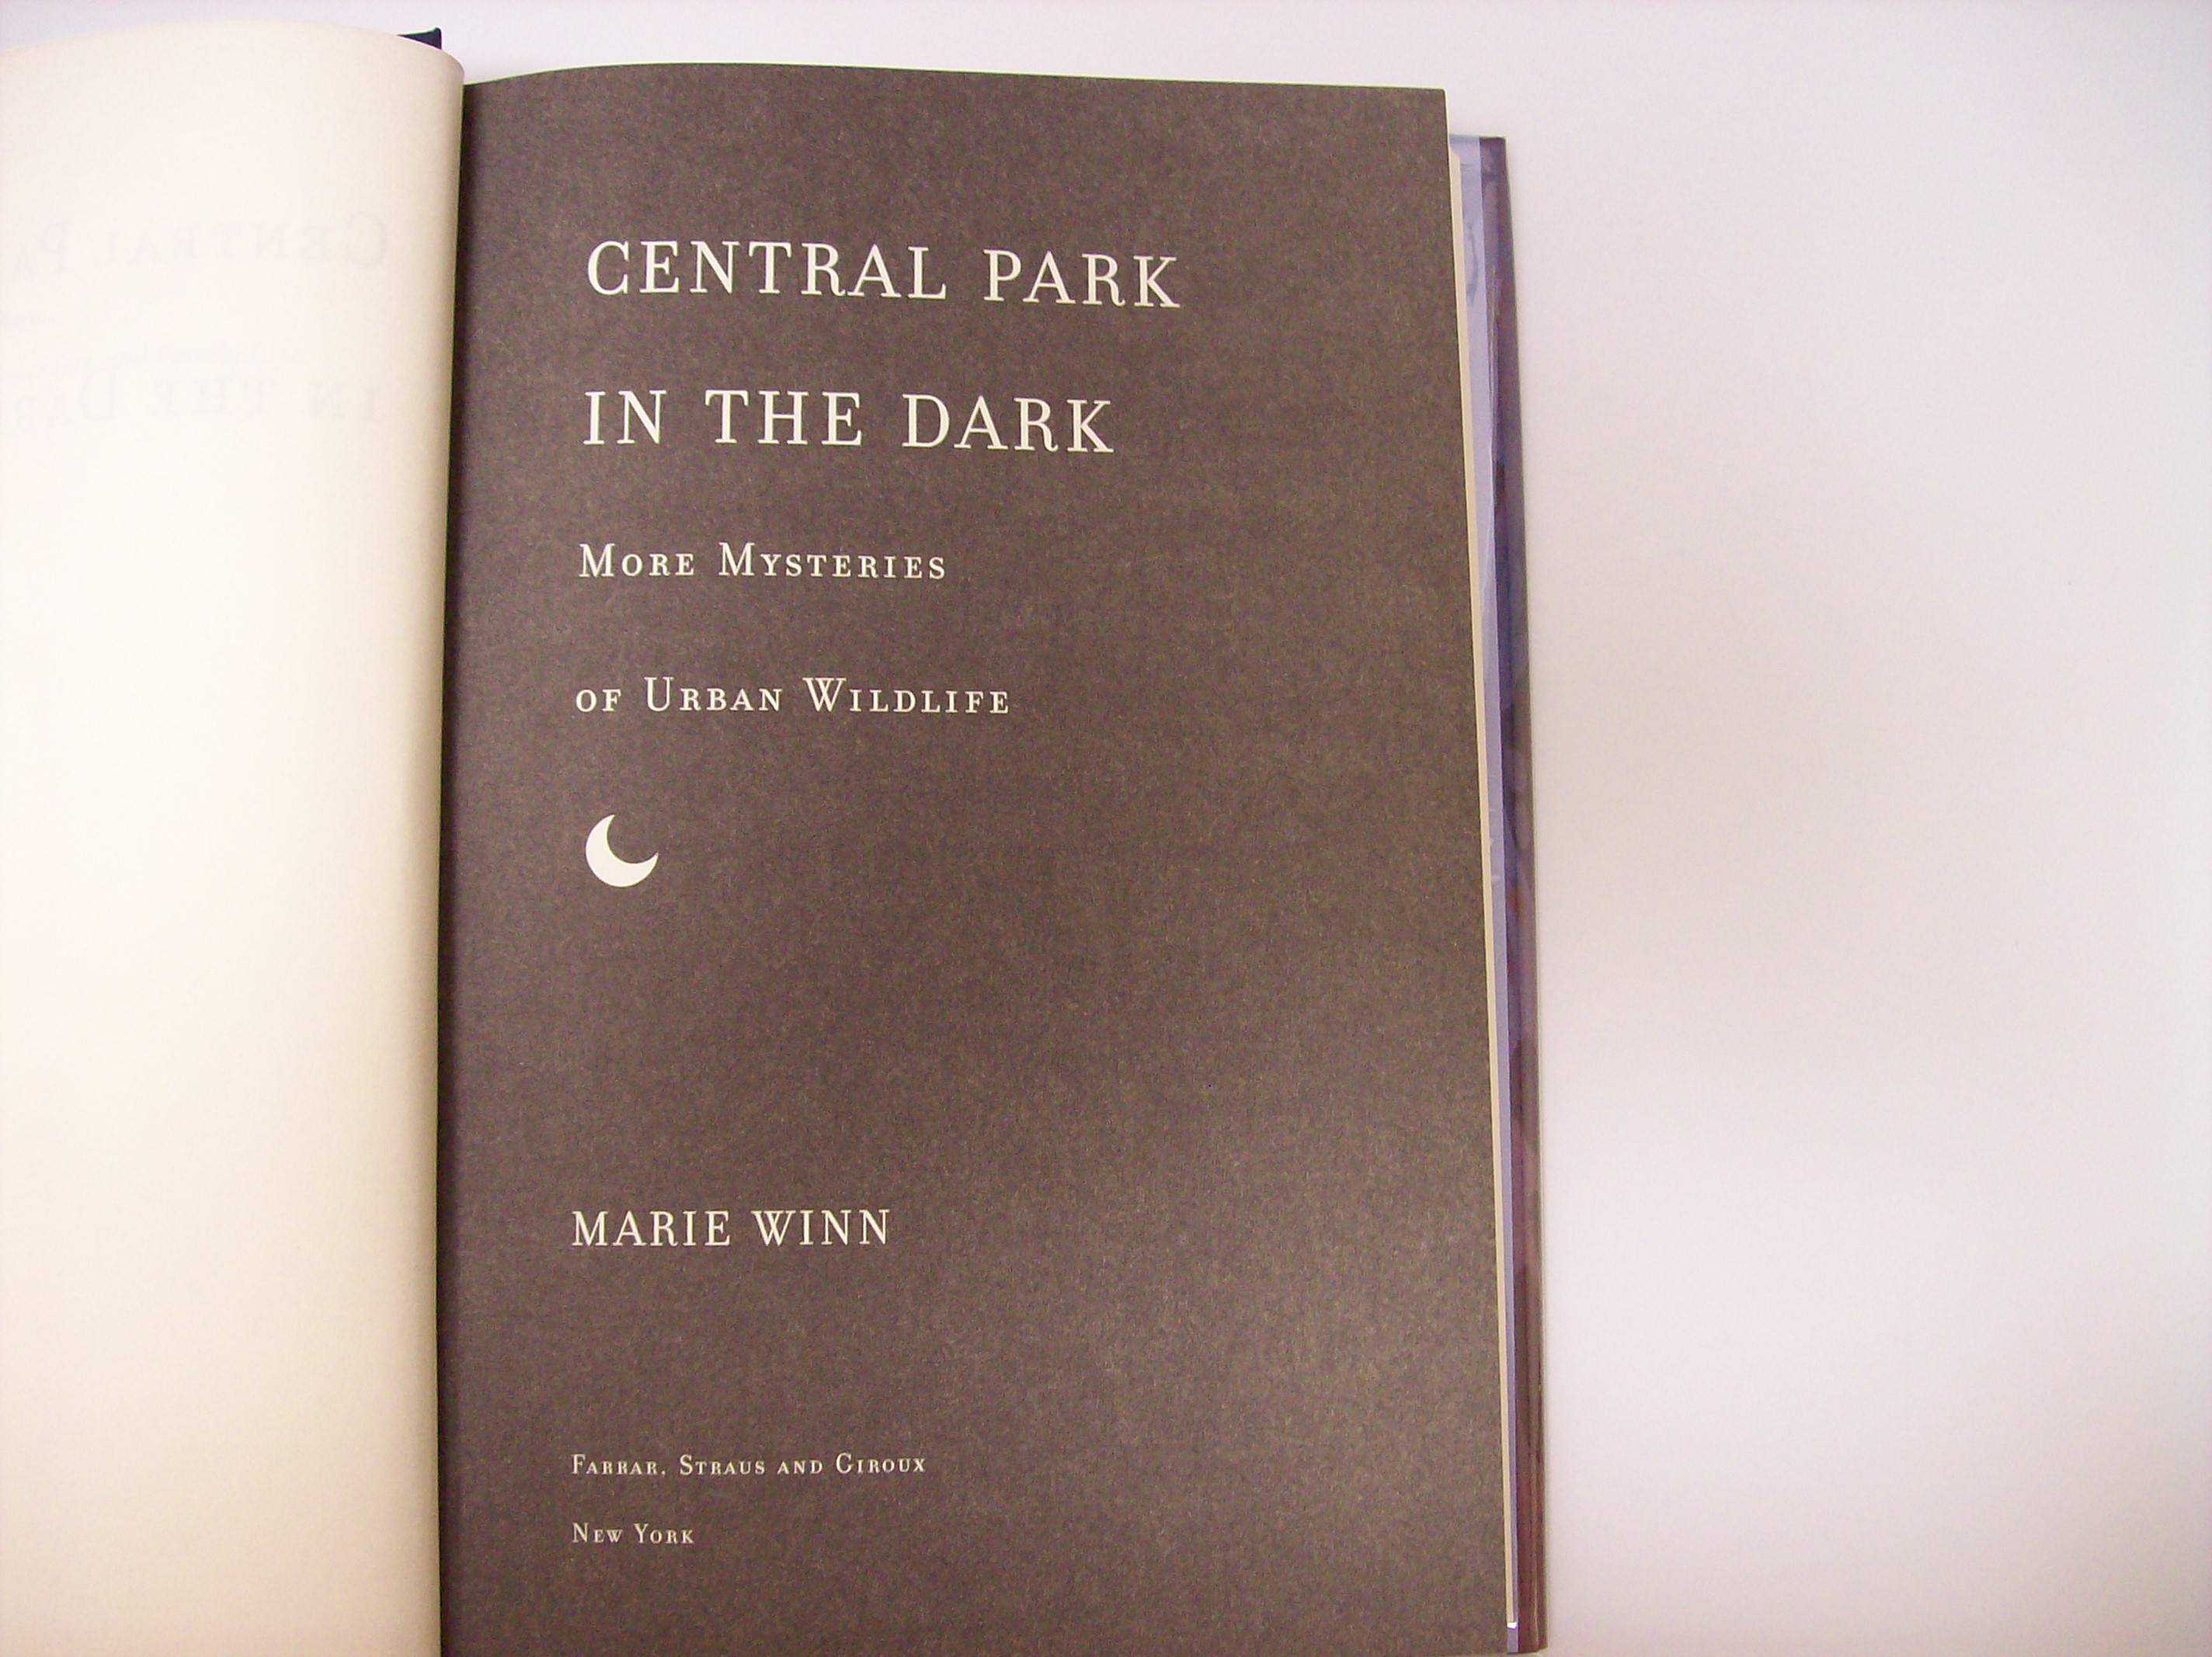 CENTRAL PARK
IN THE DARK
MORE MYSTERIES
OF URBAN WILDLIFE
MARIE WINN
FARRAR, STRAUS AND GIROUX
NEW YORK